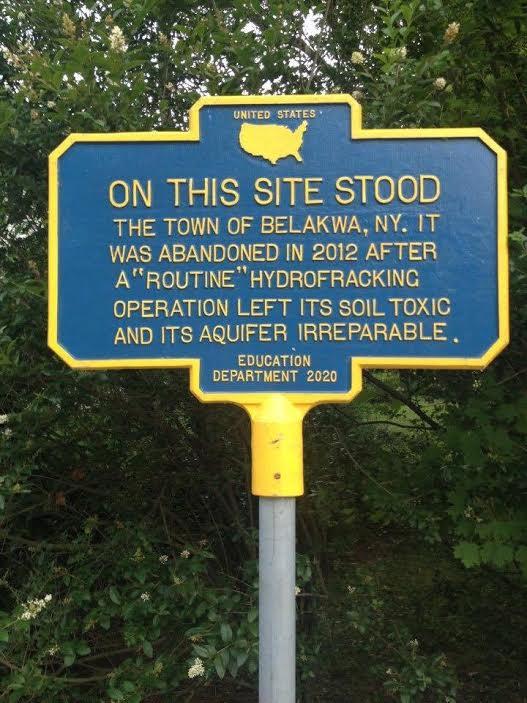 UNITED STATES
ON THIS SITE STOOD
THE TOWN OF BELAKWA, NY. IT
WAS ABANDONED IN 2012 AFTER
A "ROUTINE" HYDROFRACKING
OPERATION LEFT ITS SOIL TOXIC
AND ITS AQUIFER IRREPARABLE.
EDUCATION
DEPARTMENT 2020